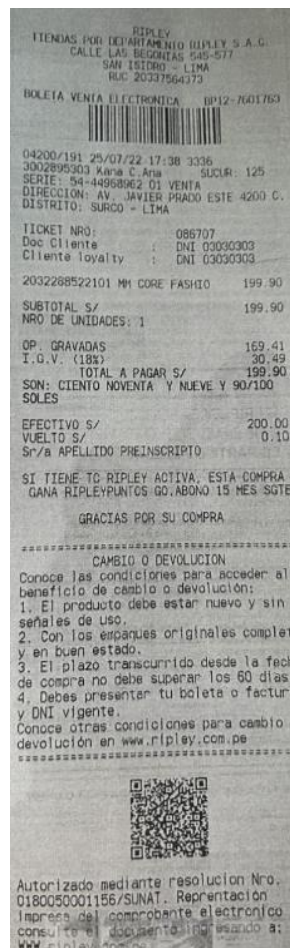 RIPLEY
TIENDAS POR DEPARTAMENTO RIPLEY S.A.C.
CALLE LAS BEGONIAS 545-577
SAN ISIDRO - LIMA
RUC 20337564373
BOLETA VENTA ELECTRONICA BP12-7601763
04200/191 25/07/22 17:38 3336
3002895303 Kana C.Ana SUCUR: 125
SERIE: 54-44968962 01 VENTA
DIRECCION: AV. JAVIER PRADO ESTE 4200 C.
DISTRITO: SURCO - LIMA
TICKET NRO: 086707
Doc Cliente : DNI 03030303
Cliente loyalty : DNI 03030303
2032288522101 MM CORE FASHIO 199.90
SUBTOTAL S/ 199.90
NRO DE UNIDADES: 1
OP. GRAVADAS 169.41
I.G.V. (18%) 30.49
TOTAL A PAGAR S/ 199.90
SON: CIENTO NOVENTA Y NUEVE Y 90/100
SOLES
EFECTIVO S/ 200.00
VUELTO S/ 0.10
Sr/a APELLIDO PREINSCRIPTO
SI TIENE TC RIPLEY ACTIVA, ESTA COMPRA
GANA RIPLEYPUNTOS GO.ABONO 15 MES SGTE
GRACIAS POR SU COMPRA
CAMBIO O DEVOLUCION
Conoce las condiciones para acceder al
beneficio de cambio o devolución:
1. El producto debe estar nuevo y sin
señales de uso.
2. Con los empaques originales complet
y en buen estado.
3. El plazo transcurrido desde la fech
de compra no debe superar los 60 dias
4. Debes presentar tu boleta o factur
y DNI vigente.
Conoce otras condiciones para cambio
devolución en www.ripley.com.pe
Autorizado mediante resolucion Nro.
0180050001156/SUNAT. Reprentación
impresa del comprobante electronico
consulte el documento ingresando a: